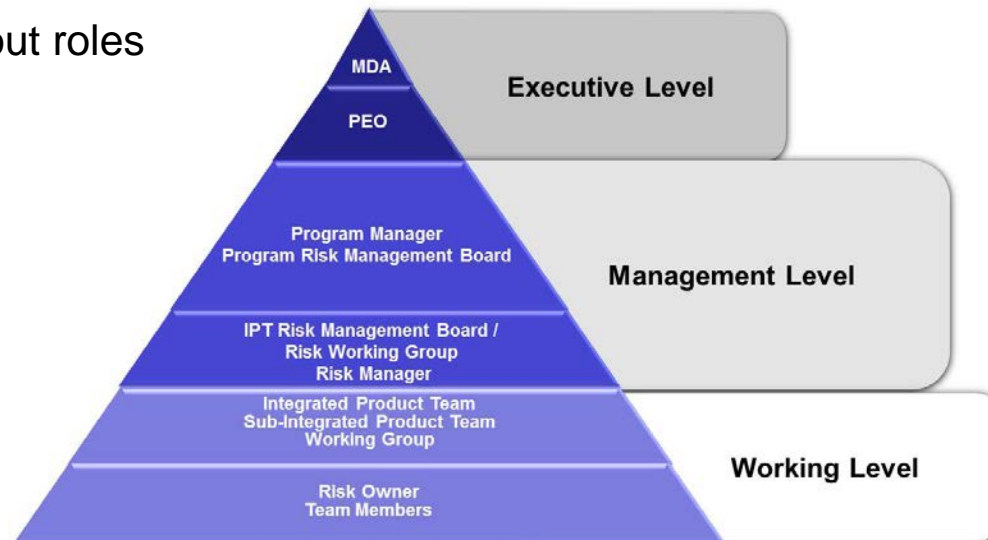 out roles
MDA
PEO
Executive Level
Program Manager
Program Risk Management Board
Management Level
IPT Risk Management Board /
Risk Working Group
Risk Manager
Integrated Product Team
Sub-Integrated Product Team
Working Group
Working Level
Risk Owner
Team Members